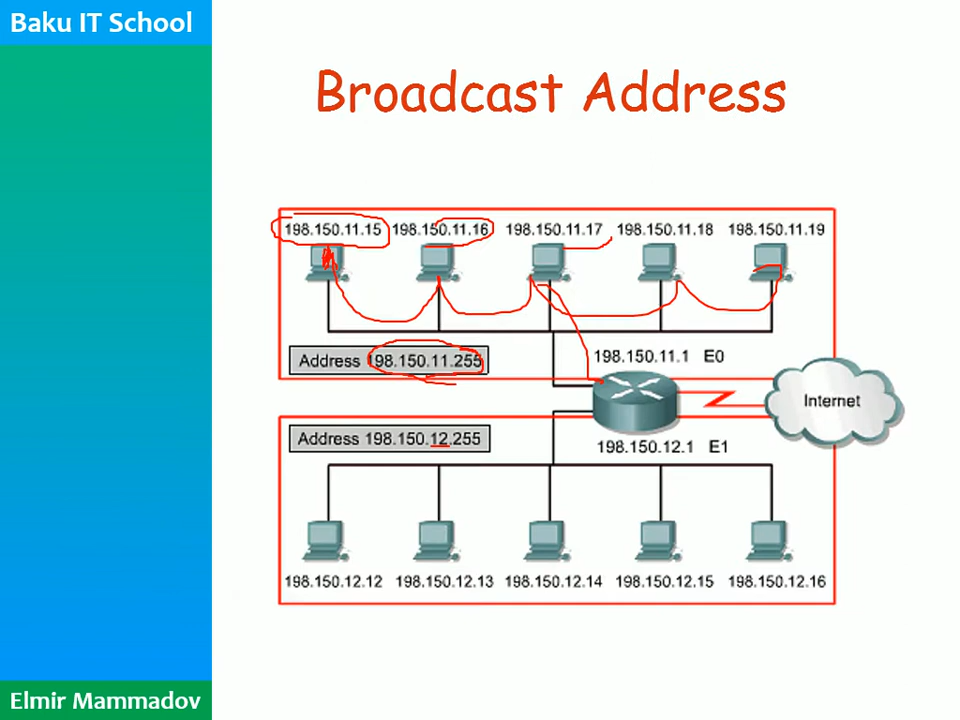 Baku IT School
Broadcast Address
198.150.11.15 198.150.11.16 198.150.11.17 198.150.11.18 198.150.11.19
Address 198.150.11.255
198.150.11.1 E0
Internet
Address 198.150.12.255
198.150.12.1 E1
198.150.12.12 198.150.12.13 198.150.12.14 198.150.12.15 198.150.12.16
Elmir Mammadov